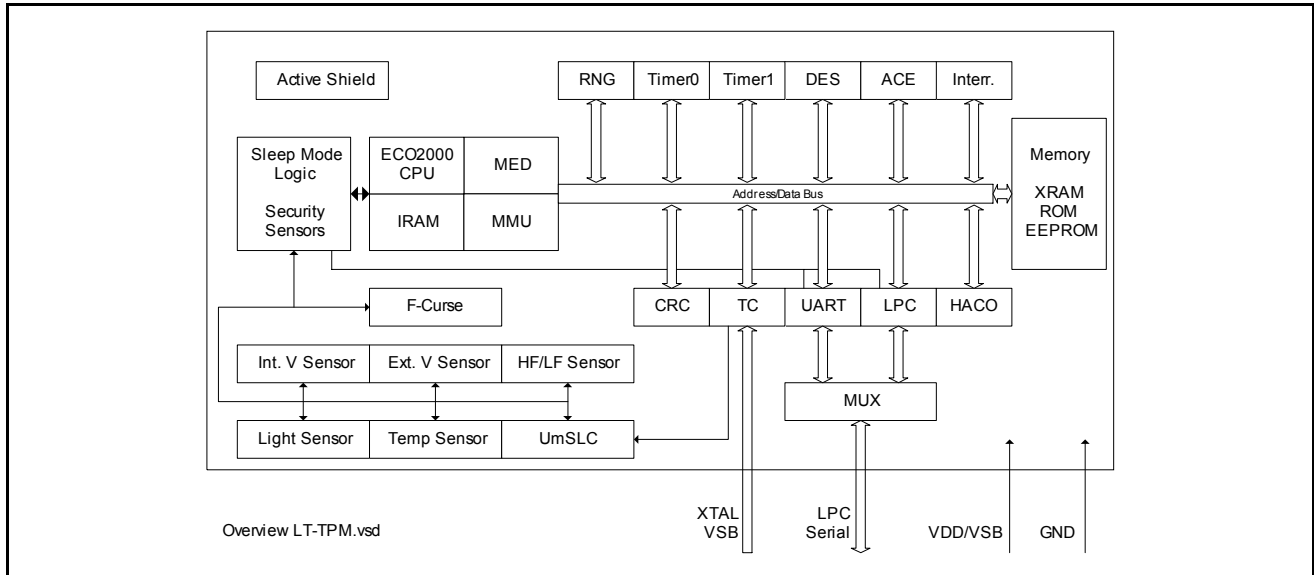 Active Shield
RNG
Timer0
Timer1
DES
ACE
Interr.
Sleep Mode
Logic
Security
Sensors
ECO2000
CPU
MED
IRAM
MMU
Address/Data Bus
Memory
XRAM
ROM
EEPROM
F-Curse
CRC
TC
UART
LPC
HACO
Int. V Sensor
Ext. V Sensor
HF/LF Sensor
MUX
Light Sensor
Temp Sensor
UmSLC
Overview LT-TPM.vsd
XTAL
VSB
LPC
Serial
VDD/VSB
GND